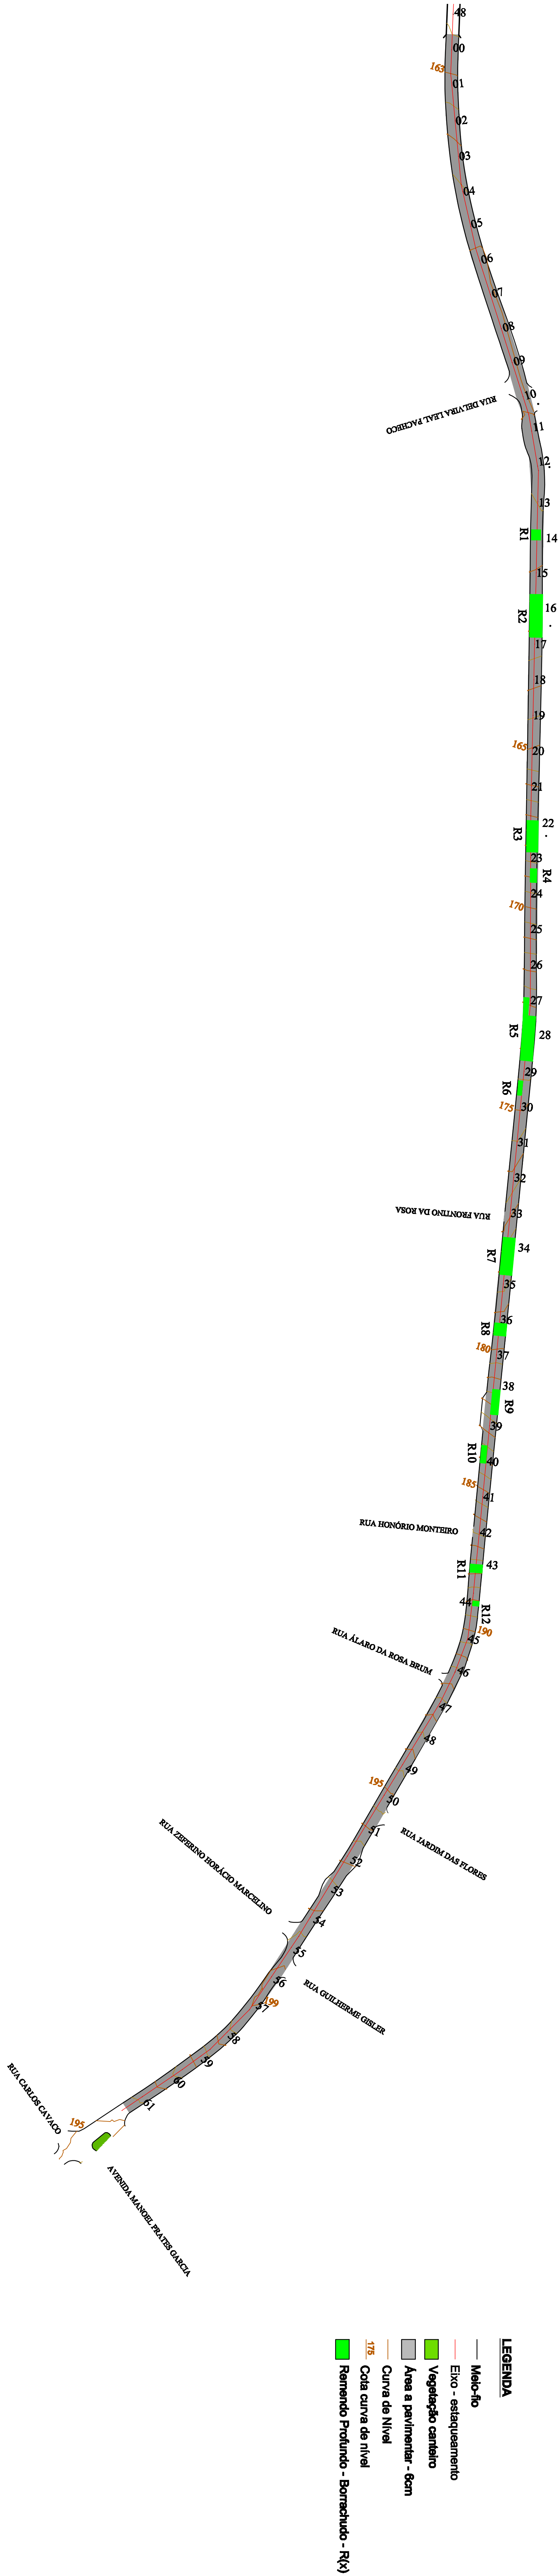 48
00
163
01
02
03
04
05
06
07
08
09
10
RUA DELVIRA LEAL PACHECO
11
12
13
R1
14
15
16
R2
17
18
19
165
20
21
22
R3
23
R4
24
170
25
26
27
R5
28
29
R6
175
30
31
32
RUA FRONTINO DA ROSA
33
34
R7
35
36
R8
180
37
38
R9
39
R10
40
185
41
RUA HONÓRIO MONTEIRO
42
43
R11
44
R12
190
45
RUA ÁLARO DA ROSA BRUM
46
47
48
49
195
50
51
RUA JARDIM DAS FLORES
52
RUA ZEFERINO HORÁCIO MARCELINO
53
54
55
56
RUA GUILHERME GISLER
199
57
58
59
60
61
RUA CARLOS CAVACO
195
AVENIDA MANOEL PRATES GARCIA
LEGENDA
Meio-fio
Eixo - estaqueamento
Vegetação canteiro
Área a pavimentar - 6cm
Curva de Nível
175 Cota curva de nível
Remendo Profundo - Borrachudo - R(x)